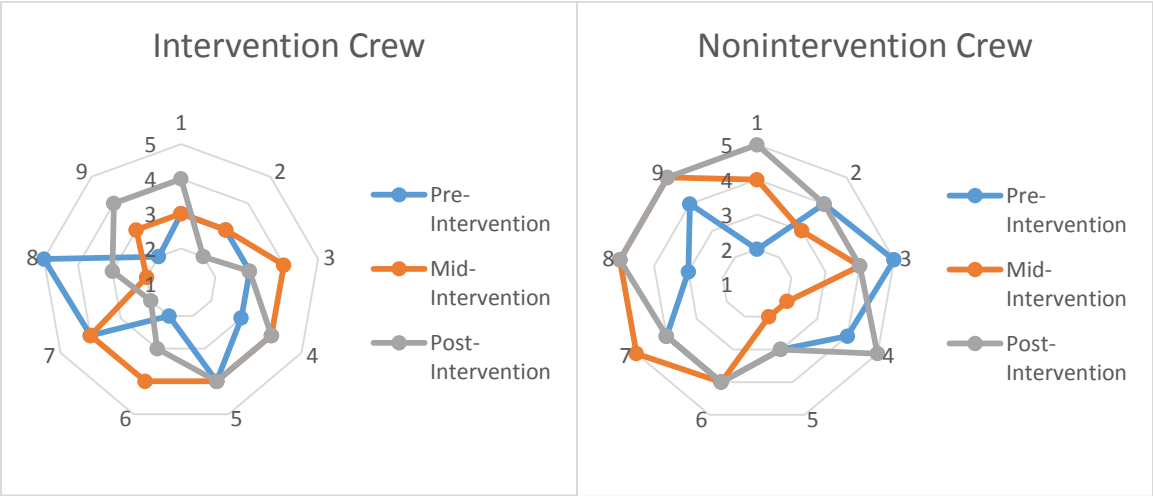 Intervention Crew
1
2
3
4
5
6
7
8
9
5
4
3
2
1
Pre-
Intervention
Mid-
Intervention
Post-
Intervention
Nonintervention Crew
1
2
3
4
5
6
7
8
9
5
4
3
2
1
Pre-
Intervention
Mid-
Intervention
Post-
Intervention